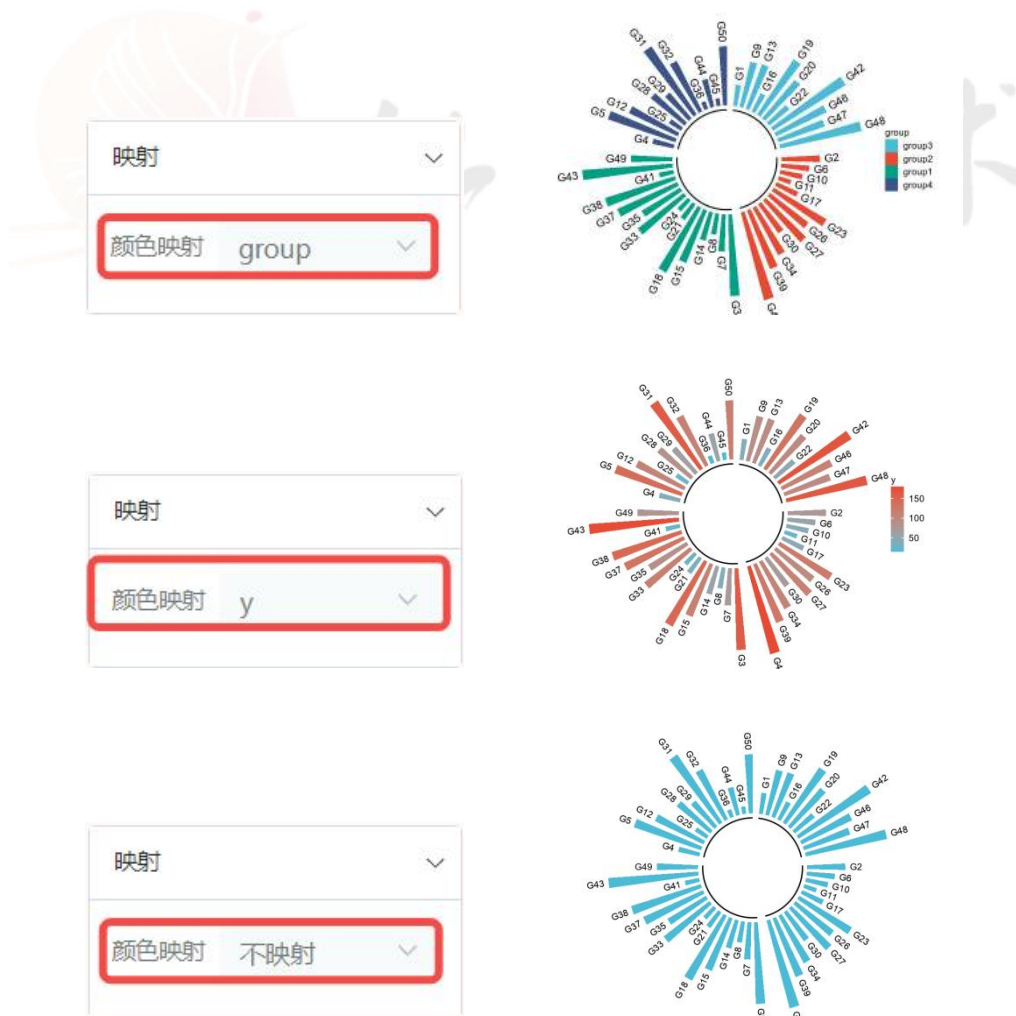 映射
颜色映射 group
G1
G9
G13
G16
G19
G20
G22
G42
G46
G47
G48
G2
G6
G10
G11
G17
G23
G26
G27
G30
G34
G39
G4
G3
G7
G8
G14
G15
G18
G21
G24
G33
G35
G37
G38
G41
G43
G49
G4
G5
G12
G25
G28
G29
G31
G32
G36
G44
G45
G50
group
group3
group2
group1
group4
映射
颜色映射 y
G1
G9
G13
G16
G19
G20
G22
G42
G46
G47
G48
G2
G6
G10
G11
G17
G23
G26
G27
G30
G34
G39
G4
G3
G7
G8
G14
G15
G18
G21
G24
G33
G35
G37
G38
G41
G43
G49
G4
G5
G12
G25
G28
G29
G31
G32
G36
G44
G45
G50
y
150
100
50
映射
颜色映射 不映射
G1
G9
G13
G16
G19
G20
G22
G42
G46
G47
G48
G2
G6
G10
G11
G17
G23
G26
G27
G30
G34
G39
G7
G8
G14
G15
G18
G21
G24
G33
G35
G37
G38
G41
G43
G49
G4
G5
G12
G25
G28
G29
G31
G32
G36
G44
G45
G50